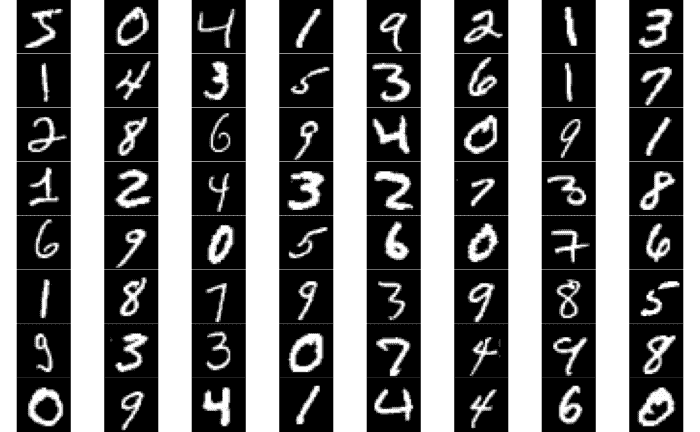 5 0 4 1 9 2 1 3
1 4 3 5 3 6 1 7
2 8 6 9 4 0 9 1
1 2 4 3 2 7 3 8
6 9 0 5 6 0 7 6
1 8 7 9 3 9 8 5
9 3 3 0 7 4 9 8
0 9 4 1 4 4 6 0